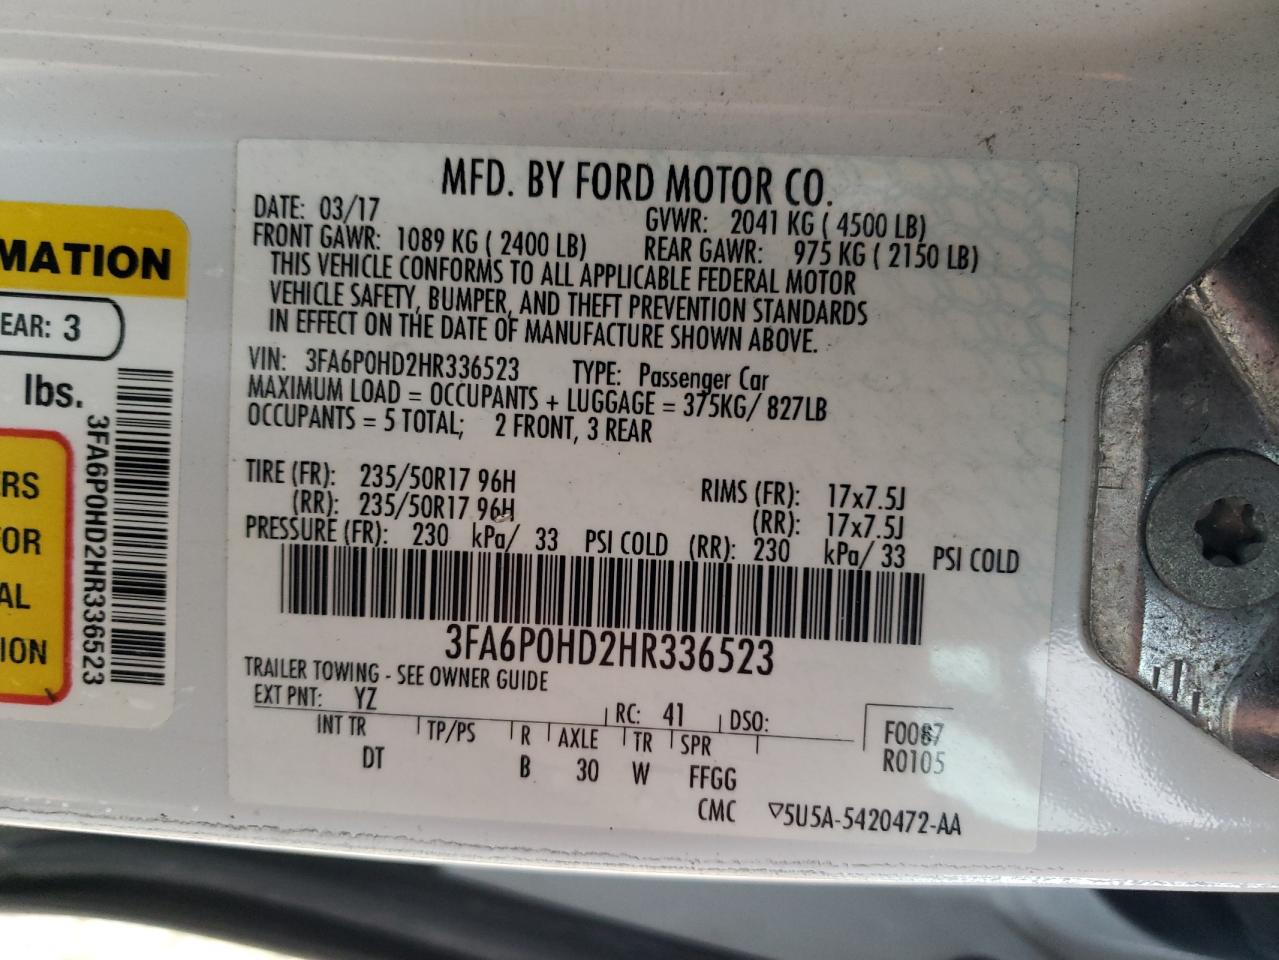 MFD. BY FORD MOTOR CO.
DATE: 03/17 GVWR: 2041 KG ( 4500 LB)
FRONT GAWR: 1089 KG ( 2400 LB) REAR GAWR: 975 KG ( 2150 LB)
THIS VEHICLE CONFORMS TO ALL APPLICABLE FEDERAL MOTOR
VEHICLE SAFETY, BUMPER, AND THEFT PREVENTION STANDARDS
IN EFFECT ON THE DATE OF MANUFACTURE SHOWN ABOVE.
VIN: 3FA6P0HD2HR336523 TYPE: Passenger Car
MAXIMUM LOAD = OCCUPANTS + LUGGAGE = 375KG/ 827LB
OCCUPANTS = 5 TOTAL; 2 FRONT, 3 REAR
TIRE (FR): 235/50R17 96H RIMS (FR): 17x7.5J
(RR): 235/50R17 96H (RR): 17x7.5J
PRESSURE (FR): 230 kPa/ 33 PSI COLD (RR): 230 kPa/ 33 PSI COLD
3FA6P0HD2HR336523
TRAILER TOWING - SEE OWNER GUIDE
EXT PNT: YZ RC: 41 DSO:
INT TR TP/PS R AXLE TR SPR F0087
DT B 30 W FFGG R0105
CMC ▽5U5A-5420472-AA
MATION
EAR: 3
lbs.
3FA6P0HD2HR336523
ERS
FOR
AL
ION